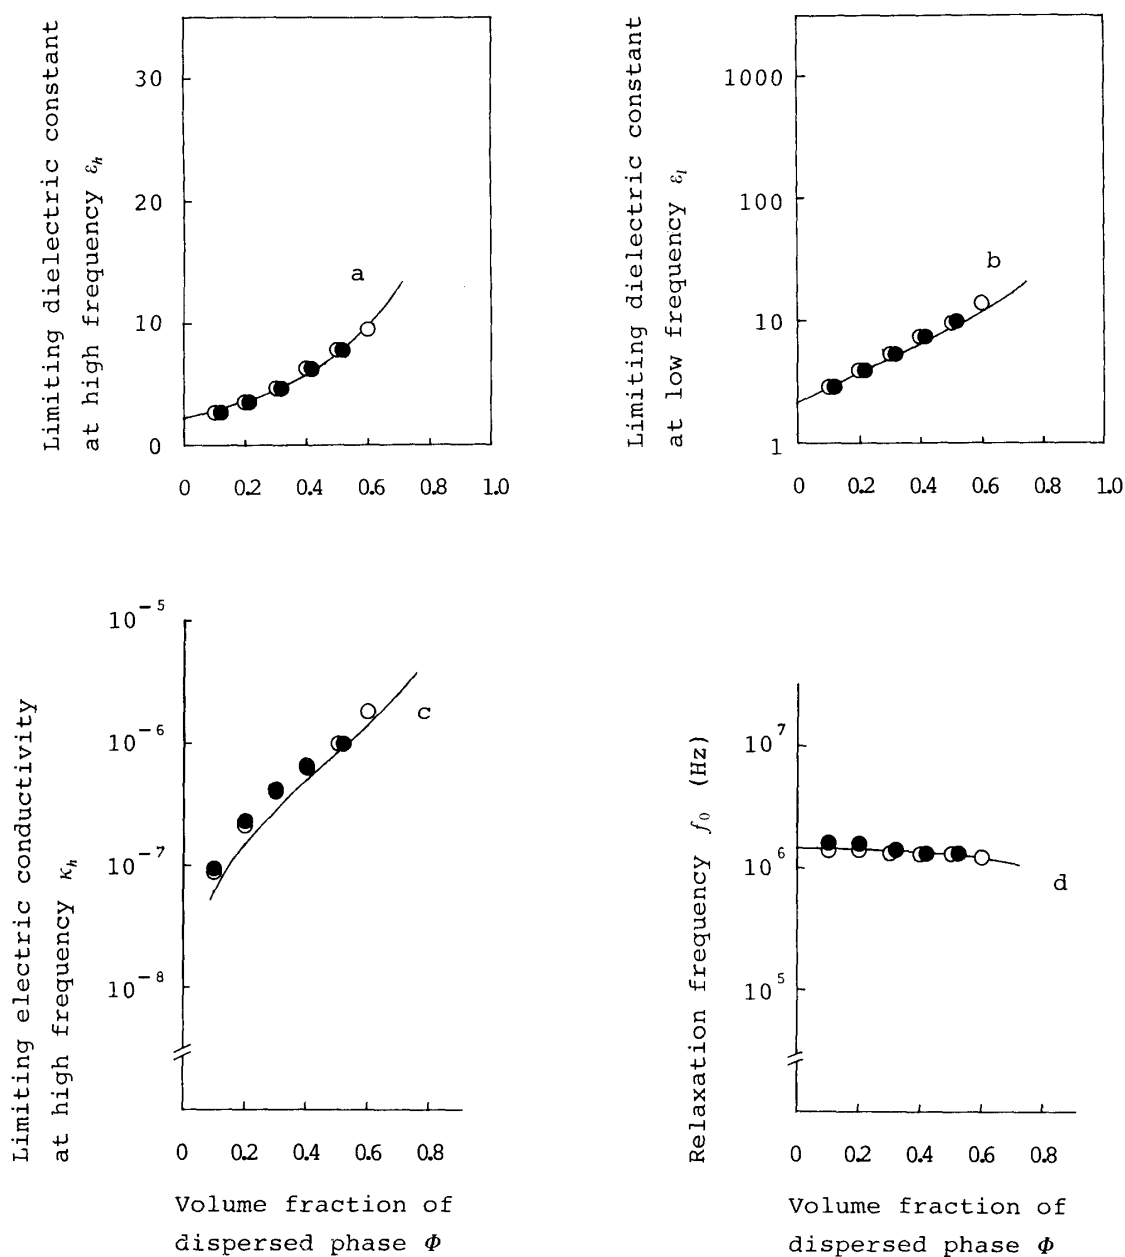 Limiting dielectric constant
at high frequency εh
30
20
10
0
a
0 0.2 0.4 0.6 0.8 1.0
Limiting dielectric constant
at low frequency εl
1000
100
10
1
b
0 0.2 0.4 0.6 0.8 1.0
Limiting electric conductivity
at high frequency κh
10−5
10−6
10−7
10−8
c
0 0.2 0.4 0.6 0.8
Volume fraction of
dispersed phase Φ
Relaxation frequency f0 (Hz)
107
106
105
d
0 0.2 0.4 0.6 0.8
Volume fraction of
dispersed phase Φ